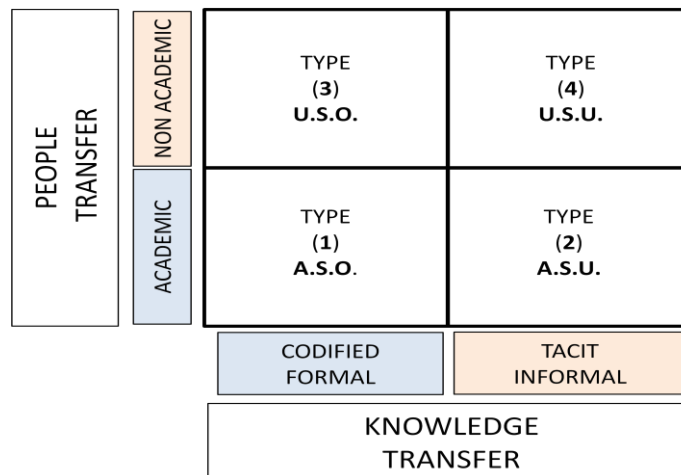 PEOPLE
TRANSFER
NON ACADEMIC
ACADEMIC
TYPE
(3)
U.S.O.
TYPE
(4)
U.S.U.
TYPE
(1)
A.S.O.
TYPE
(2)
A.S.U.
CODIFIED
FORMAL
TACIT
INFORMAL
KNOWLEDGE
TRANSFER